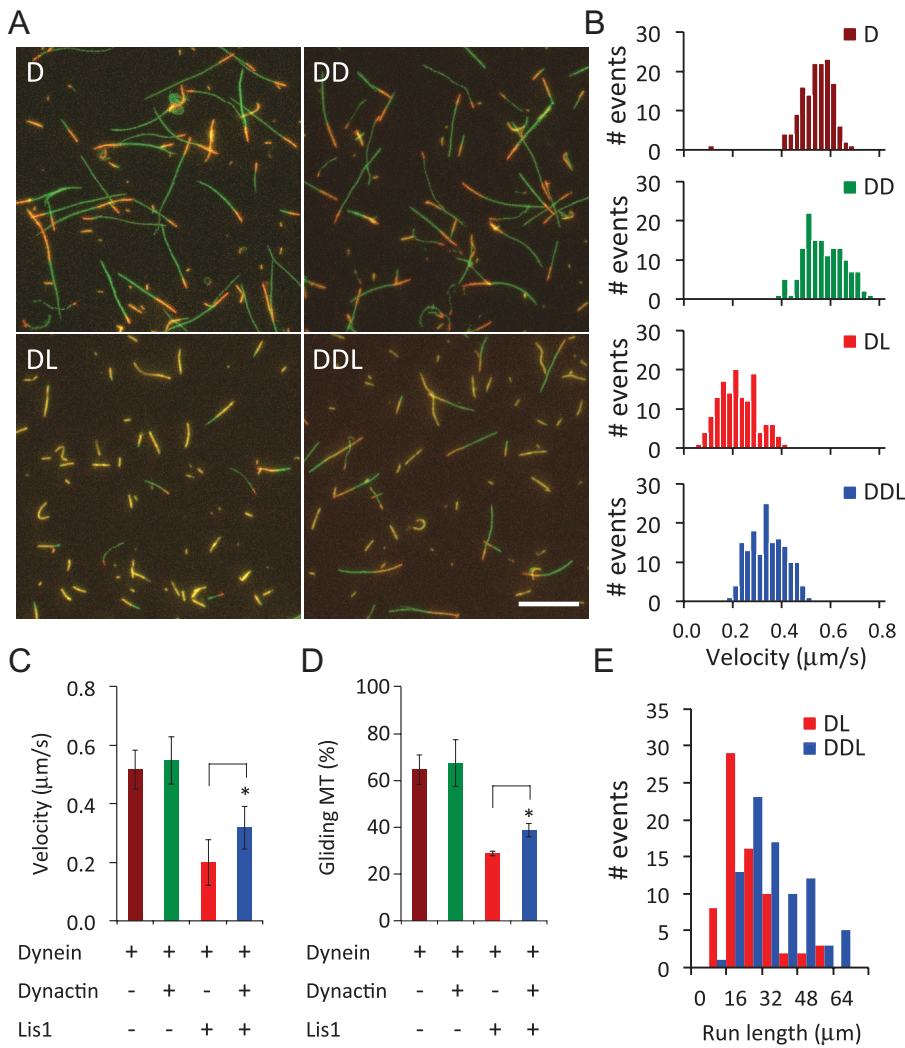 A
D
DD
DL
DDL
B
30
20
10
0
# events
D
30
20
10
0
# events
DD
30
20
10
0
# events
DL
30
20
10
0
# events
DDL
0.0 0.2 0.4 0.6 0.8
Velocity (μm/s)
C
0.8
0.6
0.4
0.2
0.0
Velocity (μm/s)
*
Dynein + + + +
Dynactin - + - +
Lis1 - - + +
D
100
80
60
40
20
0
Gliding MT (%)
*
Dynein + + + +
Dynactin - + - +
Lis1 - - + +
E
35
30
25
20
15
10
5
0
# events
DL
DDL
0 16 32 48 64
Run length (μm)